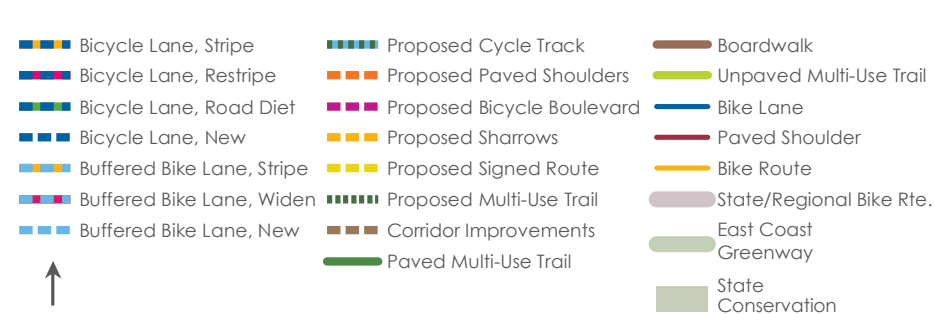 Bicycle Lane, Stripe
Bicycle Lane, Restripe
Bicycle Lane, Road Diet
Bicycle Lane, New
Buffered Bike Lane, Stripe
Buffered Bike Lane, Widen
Buffered Bike Lane, New
Proposed Cycle Track
Proposed Paved Shoulders
Proposed Bicycle Boulevard
Proposed Sharrows
Proposed Signed Route
Proposed Multi-Use Trail
Corridor Improvements
Paved Multi-Use Trail
Boardwalk
Unpaved Multi-Use Trail
Bike Lane
Paved Shoulder
Bike Route
State/Regional Bike Rte.
East Coast
Greenway
State
Conservation